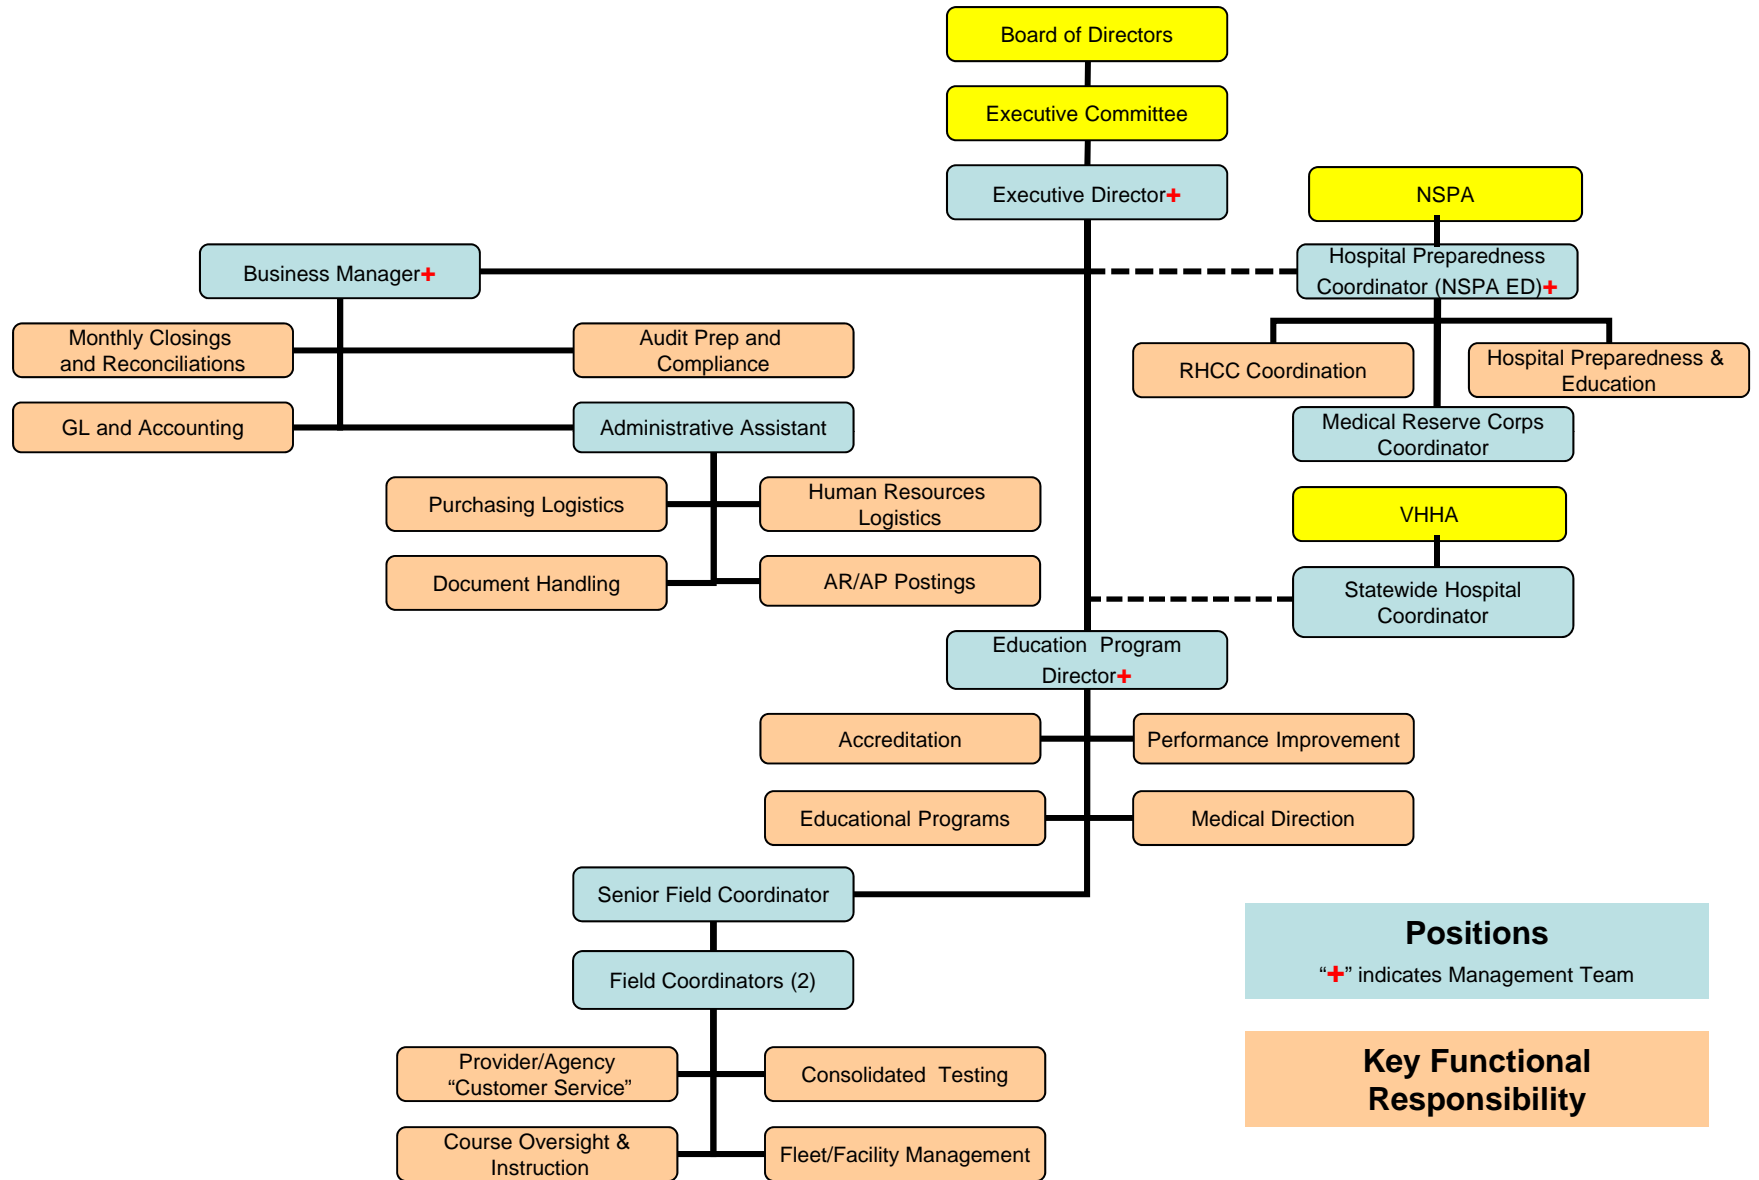 Board of Directors
Executive Committee
Executive Director+
NSPA
Business Manager+
Hospital Preparedness
Coordinator (NSPA ED)+
Monthly Closings
and Reconciliations
Audit Prep and
Compliance
RHCC Coordination
Hospital Preparedness &
Education
GL and Accounting
Administrative Assistant
Medical Reserve Corps
Coordinator
Purchasing Logistics
Human Resources
Logistics
VHHA
Document Handling
AR/AP Postings
Statewide Hospital
Coordinator
Education Program
Director+
Accreditation
Performance Improvement
Educational Programs
Medical Direction
Senior Field Coordinator
Field Coordinators (2)
Positions
“+” indicates Management Team
Provider/Agency
“Customer Service”
Consolidated Testing
Key Functional
Responsibility
Course Oversight &
Instruction
Fleet/Facility Management